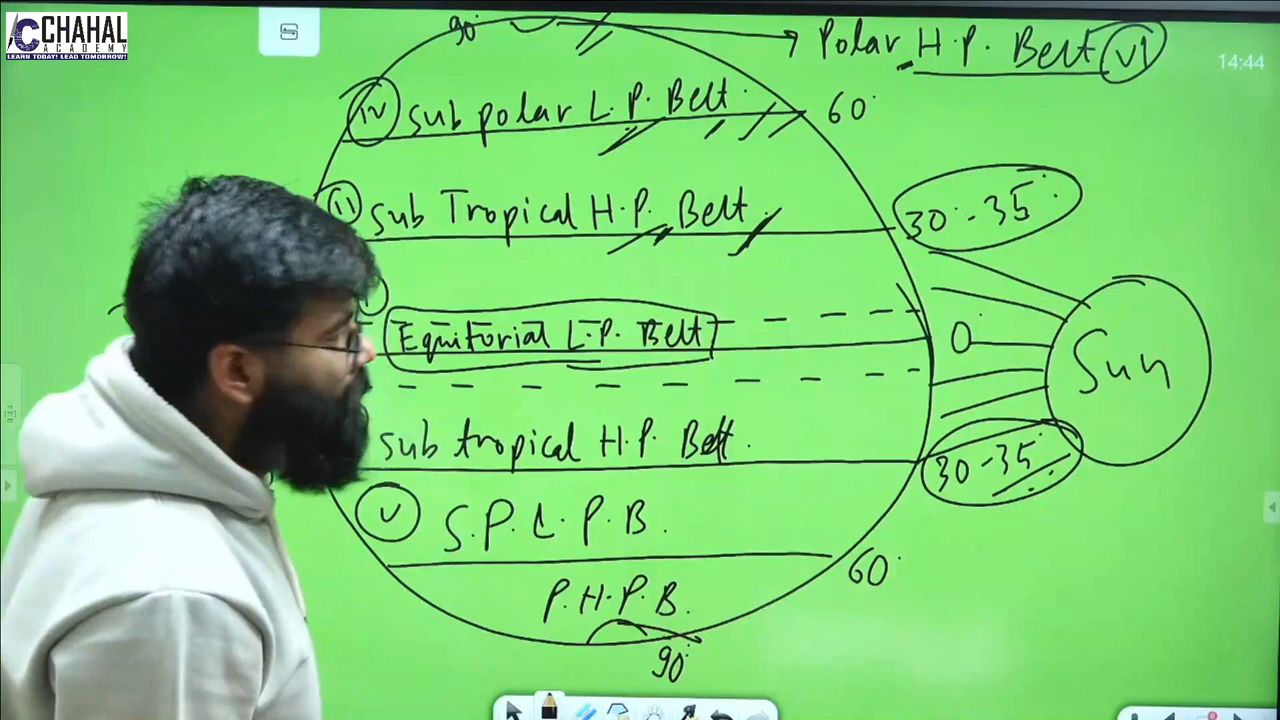 CHAHAL
ACADEMY
LEARN TODAY! LEAD TOMORROW!
14:44
90°
Polar H.P. Belt VI
IV Sub polar L.P. Belt.
60°
Sub Tropical H.P. Belt.
30°-35°
Equitorial L.P. Belt
0°
Sun
Sub tropical H.P. Belt.
30-35°
V S.P.L.P.B.
60°
P.H.P.B.
90°